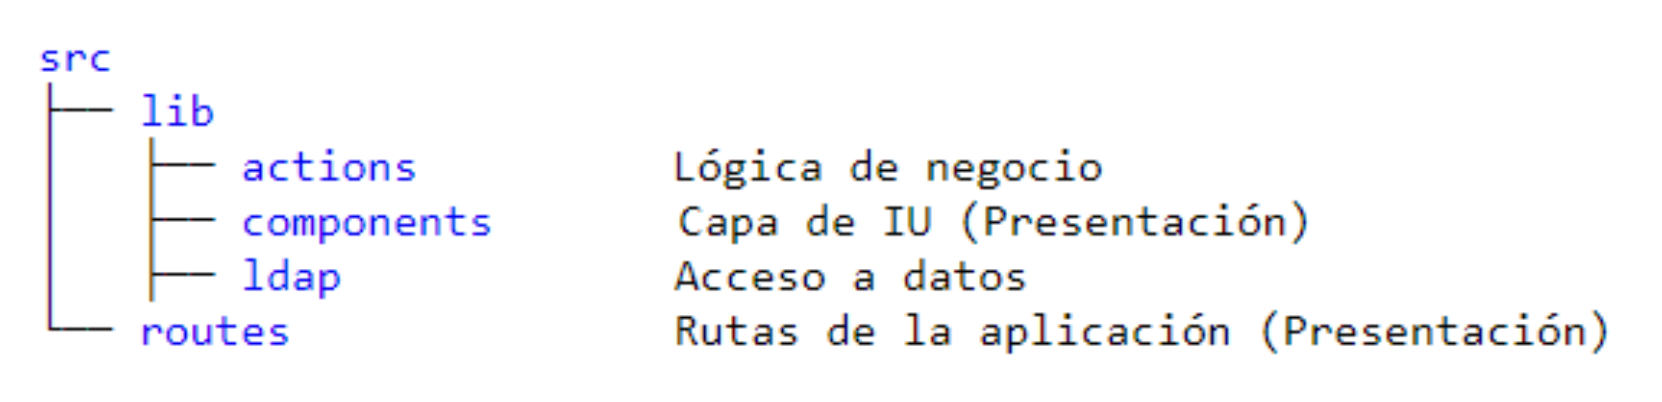 src
├── lib
│   ├── actions          Lógica de negocio
│   ├── components       Capa de IU (Presentación)
│   ├── ldap             Acceso a datos
└── routes               Rutas de la aplicación (Presentación)